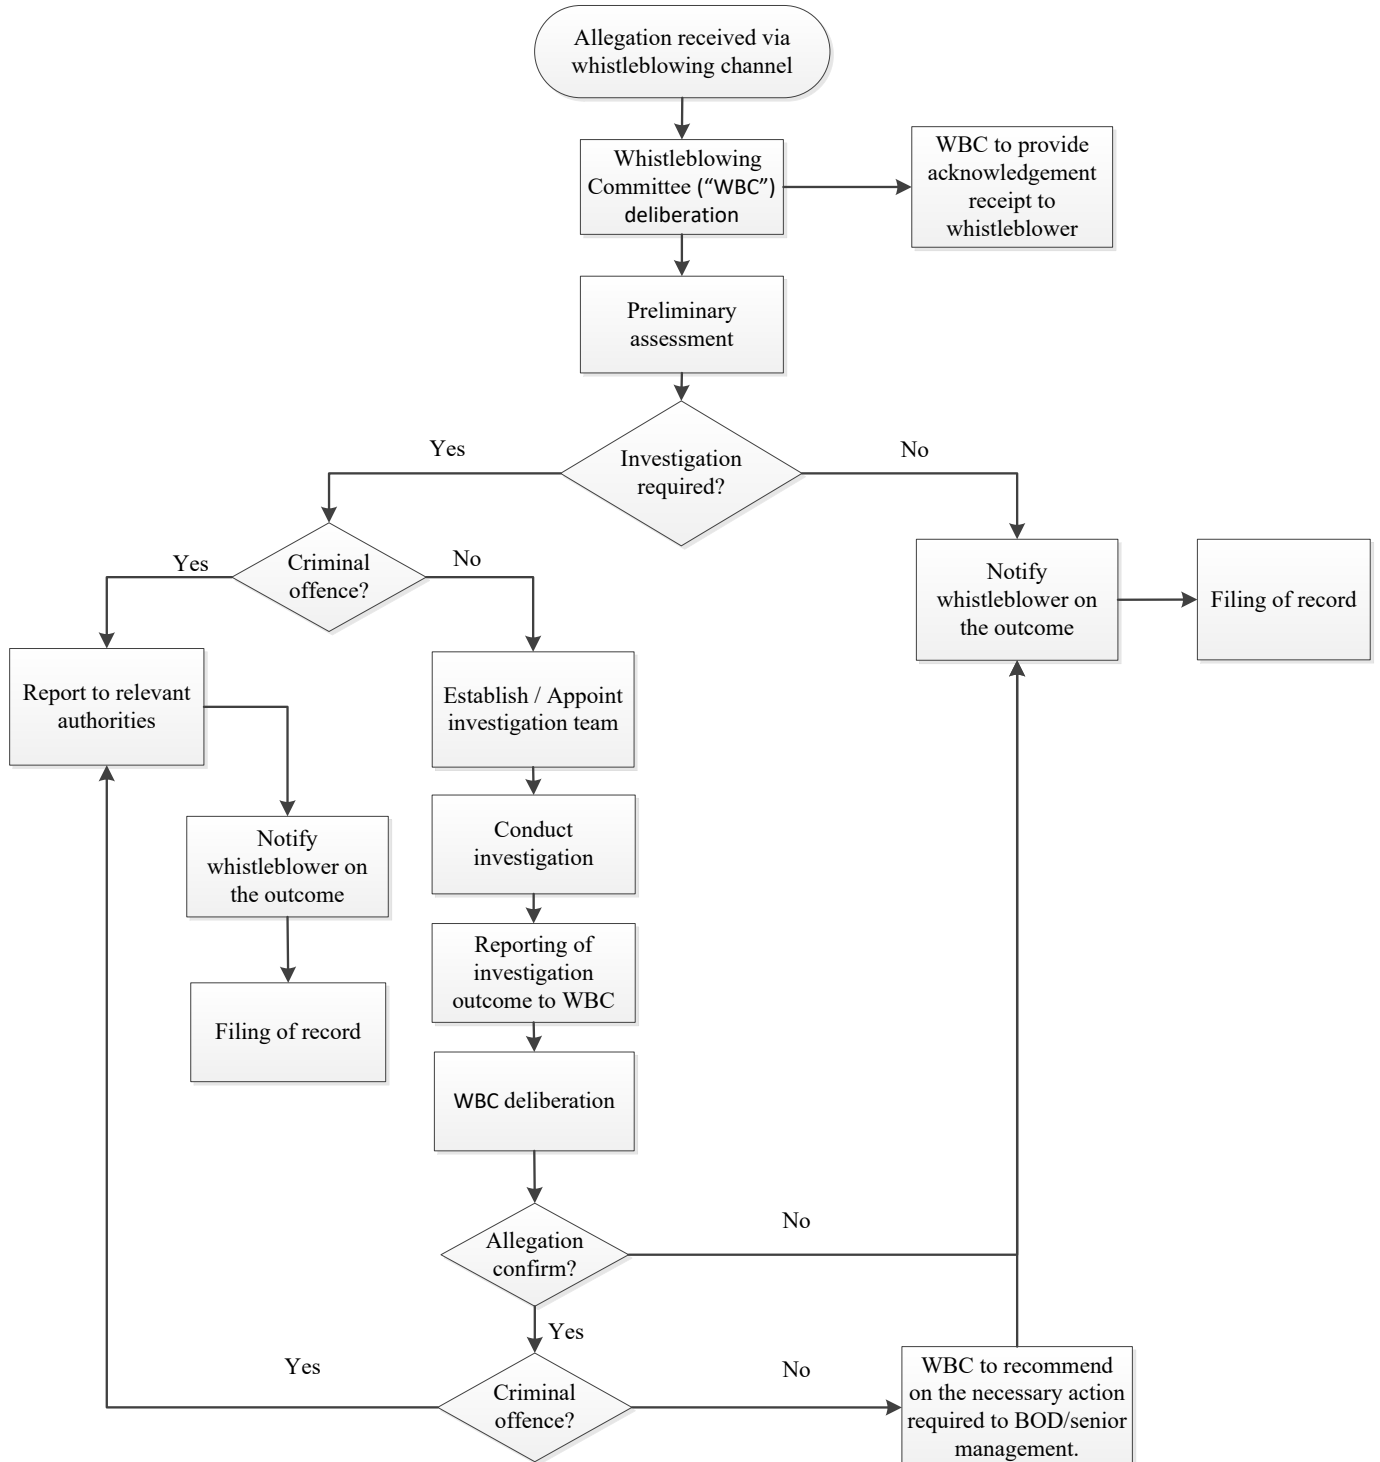 Allegation received via
whistleblowing channel
Whistleblowing
Committee (“WBC”)
deliberation
WBC to provide
acknowledgement
receipt to
whistleblower
Preliminary
assessment
Investigation
required?
Yes
No
Criminal
offence?
Yes
No
Notify
whistleblower on
the outcome
Filing of record
Report to relevant
authorities
Establish / Appoint
investigation team
Notify
whistleblower on
the outcome
Conduct
investigation
Filing of record
Reporting of
investigation
outcome to WBC
WBC deliberation
Allegation
confirm?
No
Yes
Criminal
offence?
Yes
No
WBC to recommend
on the necessary action
required to BOD/senior
management.